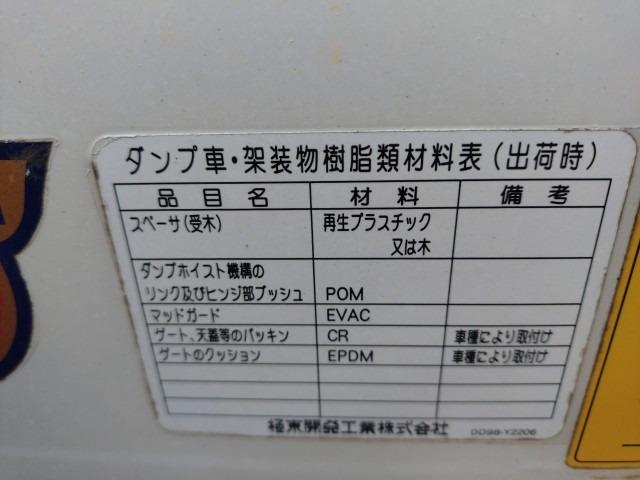 ダンプ車・架装物樹脂類材料表（出荷時）
品目名 材料 備考
スペーサ（受木） 再生プラスチック
又は木
ダンプホイスト機構の
リンク及びヒンジ部ブッシュ POM
マッドガード EVAC
ゲート、天蓋等のパッキン CR 車種により取付け
ゲートのクッション EPDM 車種により取付け
極東開発工業株式会社 DD98-Y2206